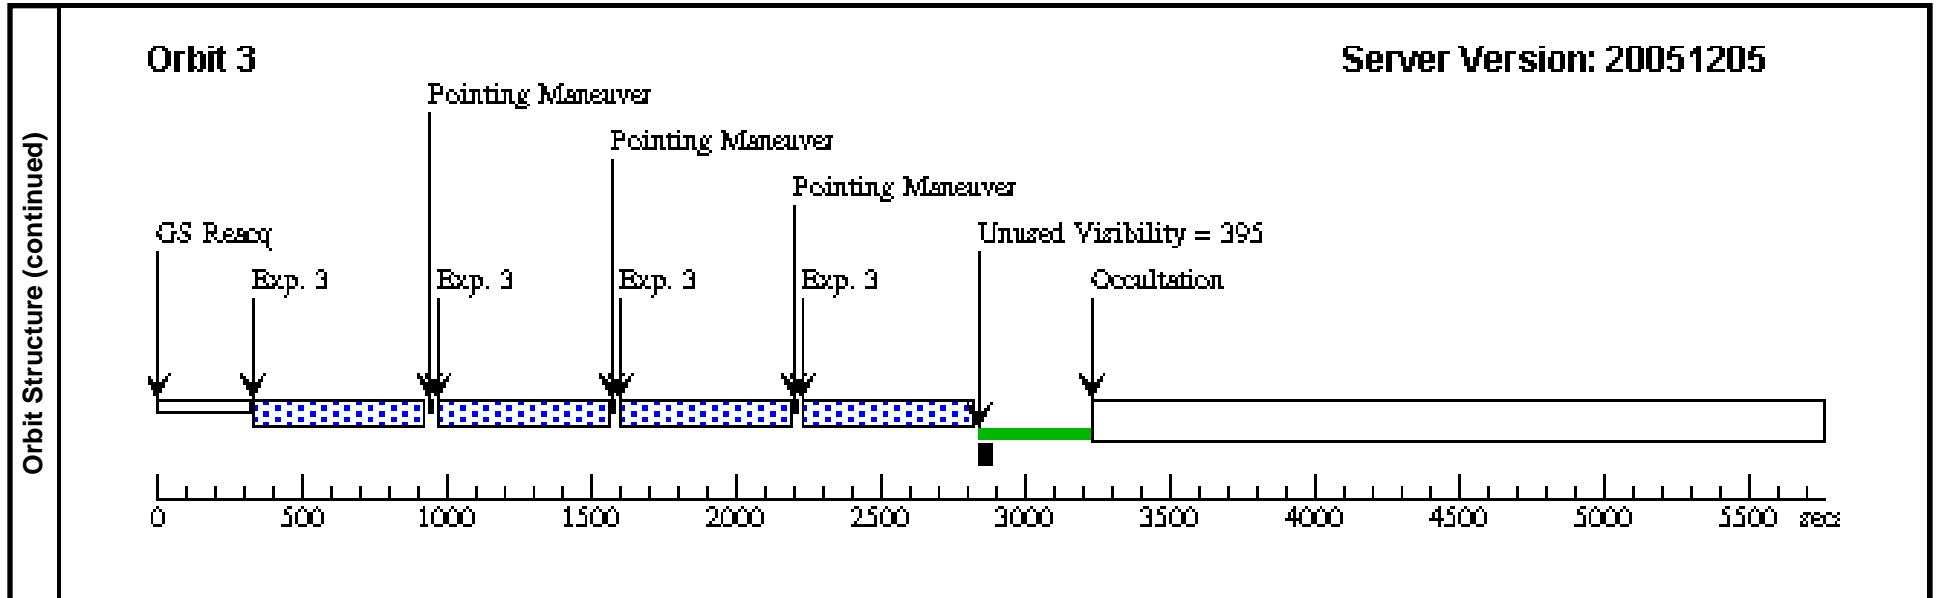 Orbit Structure (continued)
Orbit 3
Server Version: 20051205
Pointing Maneuver
Pointing Maneuver
Pointing Maneuver
GS Reacq
Unused Visibility = 395
Exp. 3
Exp. 3
Exp. 3
Exp. 3
Occultation
0 500 1000 1500 2000 2500 3000 3500 4000 4500 5000 5500 secs